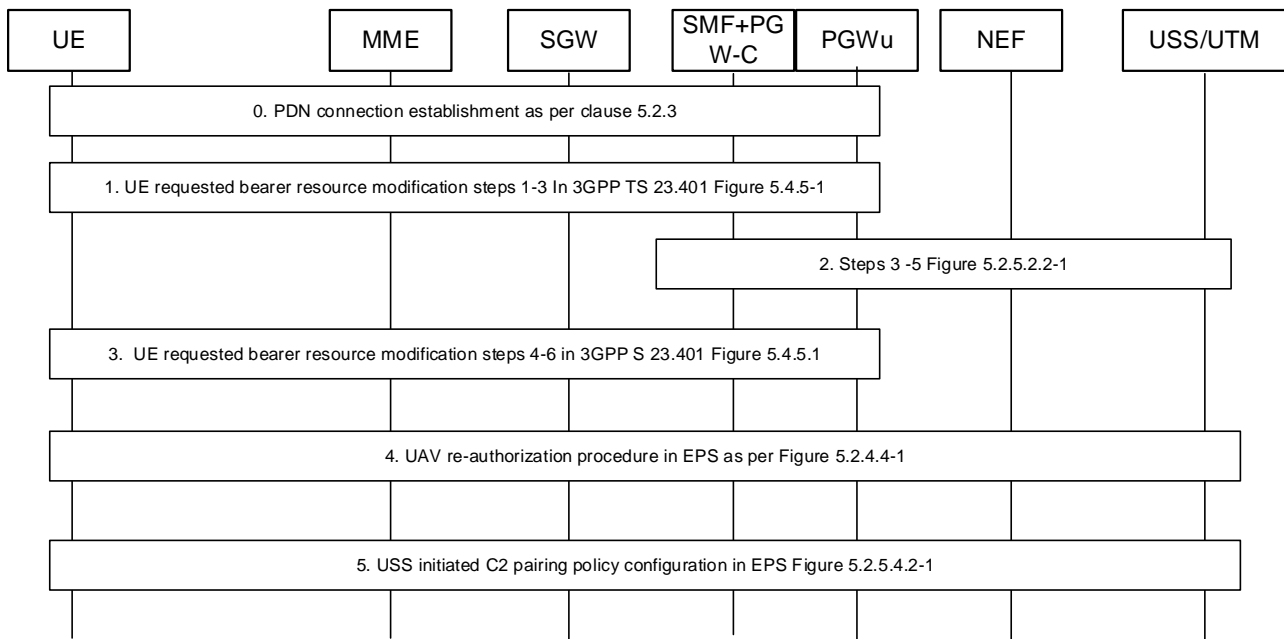 UE
MME
SGW
SMF+PG
W-C
PGWu
NEF
USS/UTM
0. PDN connection establishment as per clause 5.2.3
1. UE requested bearer resource modification steps 1-3 In 3GPP TS 23.401 Figure 5.4.5-1
2. Steps 3 -5 Figure 5.2.5.2.2-1
3. UE requested bearer resource modification steps 4-6 in 3GPP S 23.401 Figure 5.4.5.1
4. UAV re-authorization procedure in EPS as per Figure 5.2.4.4-1
5. USS initiated C2 pairing policy configuration in EPS Figure 5.2.5.4.2-1